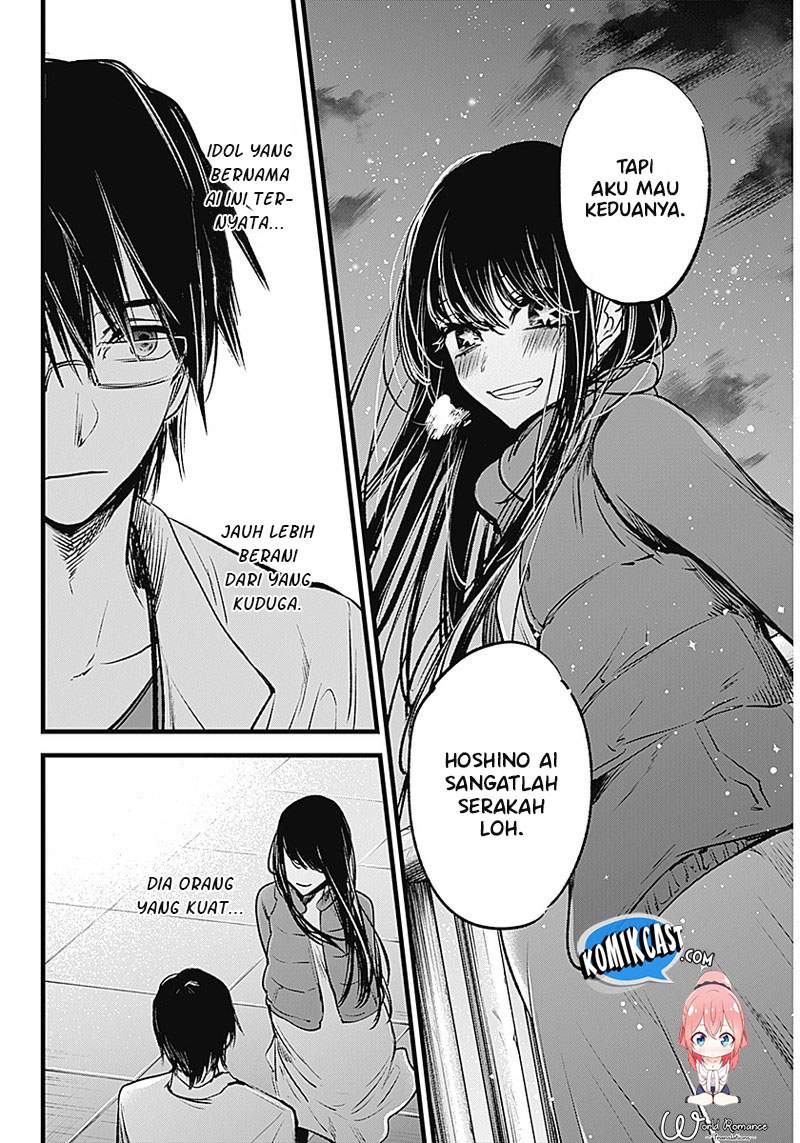 TAPI
AKU MAU
KEDUANYA.
HOSHINO AI
SANGATLAH
SERAKAH
LOH.
IDOL YANG
BERNAMA
AI INI TER-
NYATA...
JAUH LEBIH
BERANI
DARI YANG
KUDUGA.
DIA ORANG
YANG KUAT...
KOMIKCAST.COM
World Romance
Translation